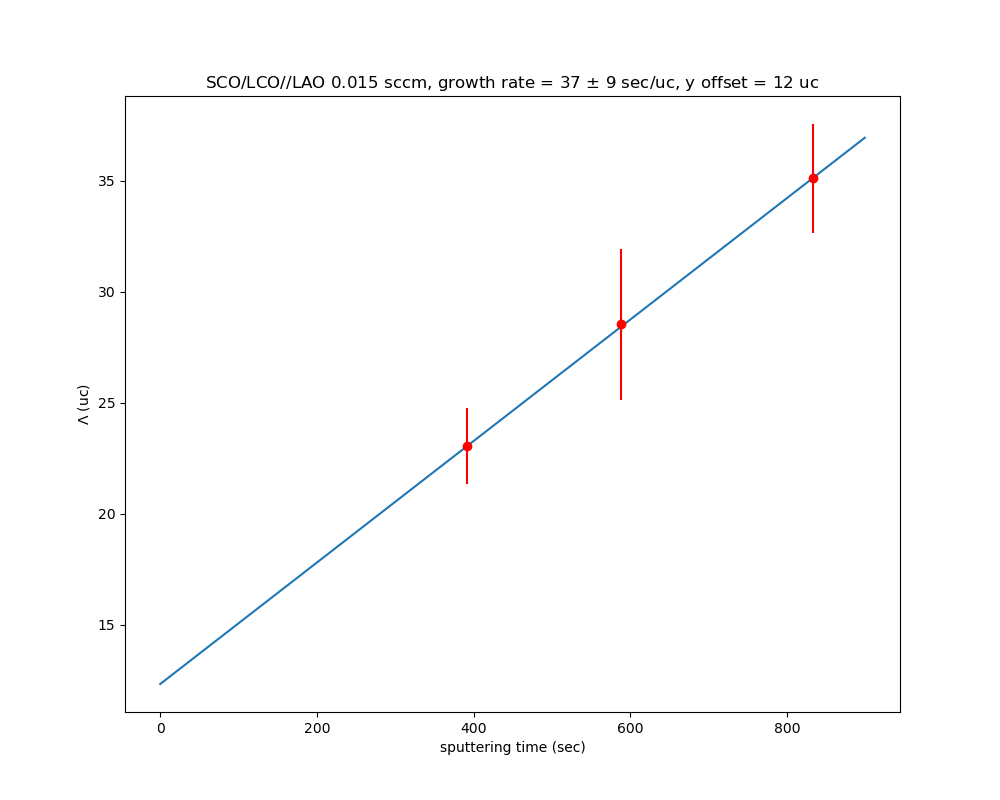 SCO/LCO//LAO 0.015 sccm, growth rate = 37 ± 9 sec/uc, y offset = 12 uc
35
30
25
20
15
Λ (uc)
0 200 400 600 800
sputtering time (sec)